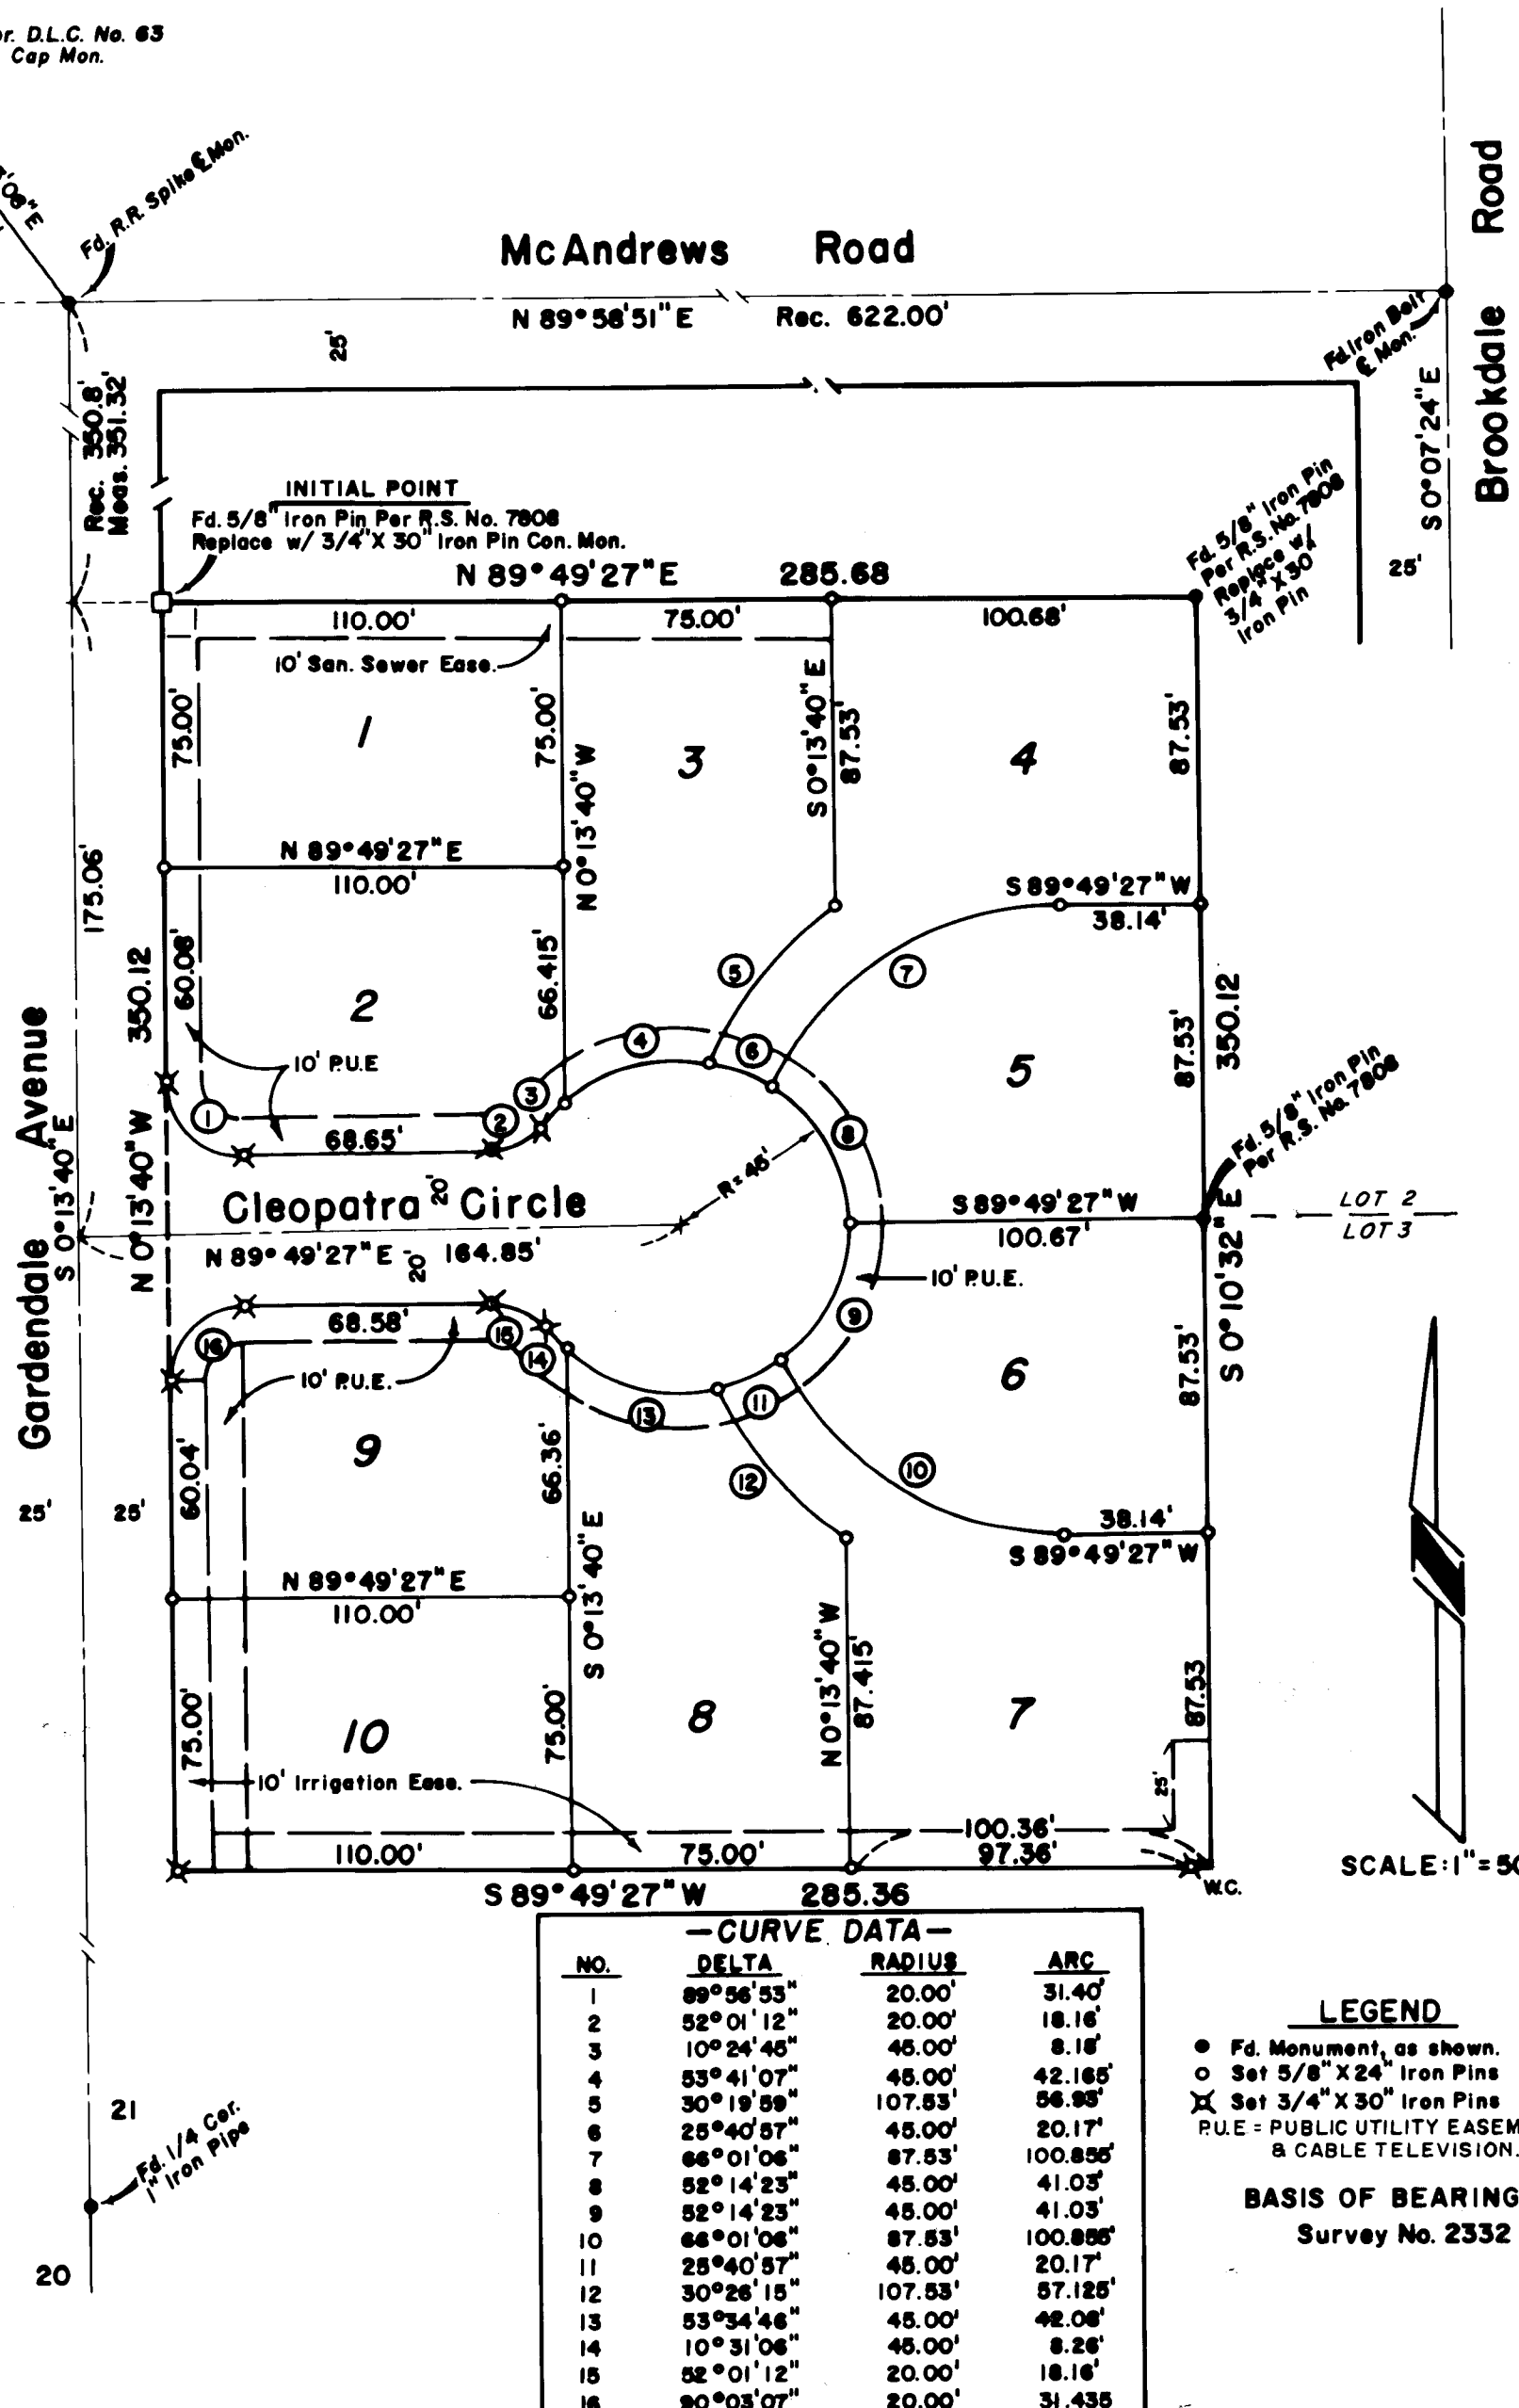 or. D.L.C. No. 63
Cap Mon.
'08" E
Fd. R.R. Spike ℄ Mon.
McAndrews Road
N 89°58'51" E Rec. 622.00'
Brookdale Road
Fd. Iron Bolt
℄ Mon.
S 0°07'24" E
25'
25'
Rec. 350.8'
Meas. 351.32'
INITIAL POINT
Fd. 5/8" Iron Pin Per R.S. No. 7808
Replace w/ 3/4" X 30" Iron Pin Con. Mon.
Fd. 5/8" Iron Pin
Per R.S. No. 7808
Replace w/
3/4" X 30"
Iron Pin
N 89°49'27" E 285.68
110.00' 75.00' 100.68'
10' San. Sewer Ease.
75.00'
1
75.00'
N 0°13'40" W
3
S 0°13'40" E
87.53'
4
87.53'
N 89°49'27" E
110.00'
S 89°49'27" W
38.14'
175.06'
350.12
60.08'
2
66.415'
5
7
5
87.53'
350.12
10' P.U.E
4
6
3
1
2
8
68.65'
R=45'
Fd. 5/8" Iron Pin
Per R.S. No. 7808
Gardendale Avenue
S 0°13'40" E
N 0°13'40" W
Cleopatra Circle
20'
N 89°49'27" E 164.85'
20'
S 89°49'27" W
100.67'
LOT 2
LOT 3
S 0°10'32" E
10' P.U.E.
9
68.58'
16
15
14
10' P.U.E.
13
11
6
87.53'
9
60.04'
66.36'
12
10
25' 25'
38.14'
S 89°49'27" W
N 89°49'27" E
110.00'
S 0°13'40" E
N 0°13'40" W
87.415'
75.00'
10
75.00'
8
7
87.53
10' Irrigation Ease.
25'
110.00' 75.00' 100.36'
97.36'
W.C.
S 89°49'27" W 285.36
SCALE: 1" = 50
—CURVE DATA—
NO. DELTA RADIUS ARC
1 89°56'53" 20.00' 31.40'
2 52°01'12" 20.00' 18.16'
3 10°24'45" 45.00' 8.18'
4 53°41'07" 45.00' 42.165'
5 30°19'59" 107.53' 56.93'
6 25°40'57" 45.00' 20.17'
7 66°01'06" 87.53' 100.855'
8 52°14'23" 45.00' 41.03'
9 52°14'23" 45.00' 41.03'
10 66°01'06" 87.53' 100.855'
11 25°40'57" 45.00' 20.17'
12 30°26'15" 107.53' 57.125'
13 53°34'46" 45.00' 42.08'
14 10°31'06" 45.00' 8.26'
15 52°01'12" 20.00' 18.16'
16 90°03'07" 20.00' 31.435
LEGEND
Fd. Monument, as shown.
Set 5/8" X 24" Iron Pins
Set 3/4" X 30" Iron Pins
P.U.E = PUBLIC UTILITY EASEM
& CABLE TELEVISION.
BASIS OF BEARING
Survey No. 2332
21
Fd. 1/4 Cor.
1" Iron Pipe
20